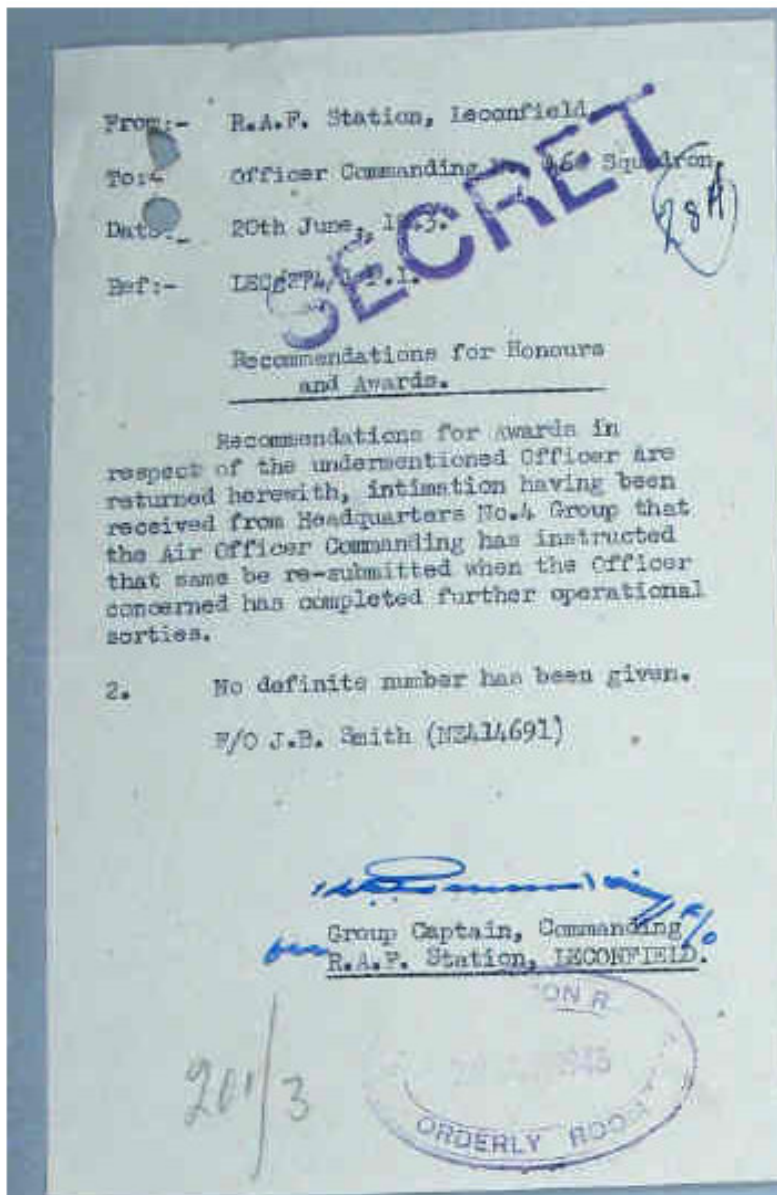 From:- R.A.F. Station, Leconfield.
To:- Officer Commanding Squadron.
Date:- 20th June,
Ref:-
SECRET
28A
Recommendations for Honours
and Awards.
Recommendations for Awards in
respect of the undermentioned Officer are
returned herewith, intimation having been
received from Headquarters No.4 Group that
the Air Officer Commanding has instructed
that same be re-submitted when the Officer
concerned has completed further operational
sorties.
2. No definite number has been given.
F/O J.B. Smith (NZ414691)
F/O
Group Captain, Commanding
R.A.F. Station, LECONFIELD.
ORDERLY ROOM
201/3